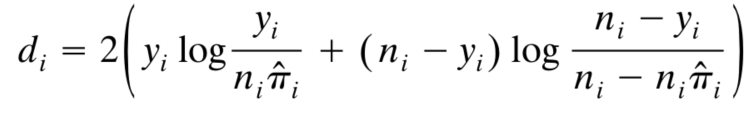 d_i = 2( y_i log y_i / n_i π̂_i + (n_i − y_i) log n_i − y_i / n_i − n_i π̂_i )